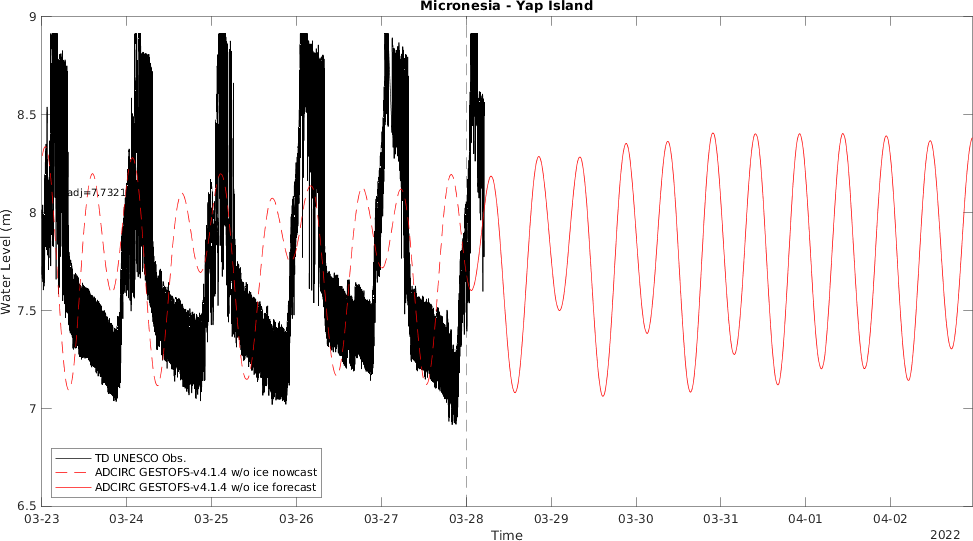 Micronesia - Yap Island
9
8.5
adj=7.7321
8
Water Level (m)
7.5
7
TD UNESCO Obs.
ADCIRC GESTOFS-v4.1.4 w/o ice nowcast
ADCIRC GESTOFS-v4.1.4 w/o ice forecast
6.5
03-23 03-24 03-25 03-26 03-27 03-28 03-29 03-30 03-31 04-01 04-02
Time
2022